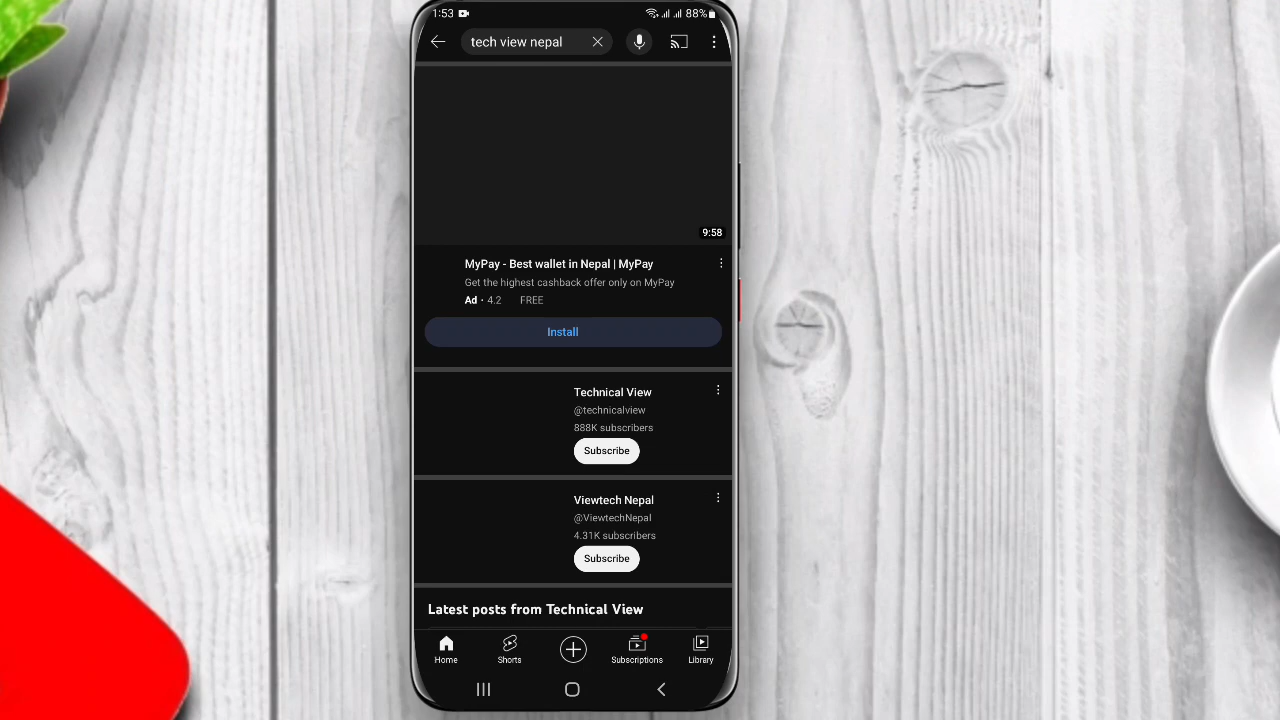 1:53 88%
tech view nepal
9:58
MyPay - Best wallet in Nepal | MyPay
Get the highest cashback offer only on MyPay
Ad · 4.2 FREE
Install
Technical View
@technicalview
888K subscribers
Subscribe
Viewtech Nepal
@ViewtechNepal
4.31K subscribers
Subscribe
Latest posts from Technical View
Home Shorts Subscriptions Library